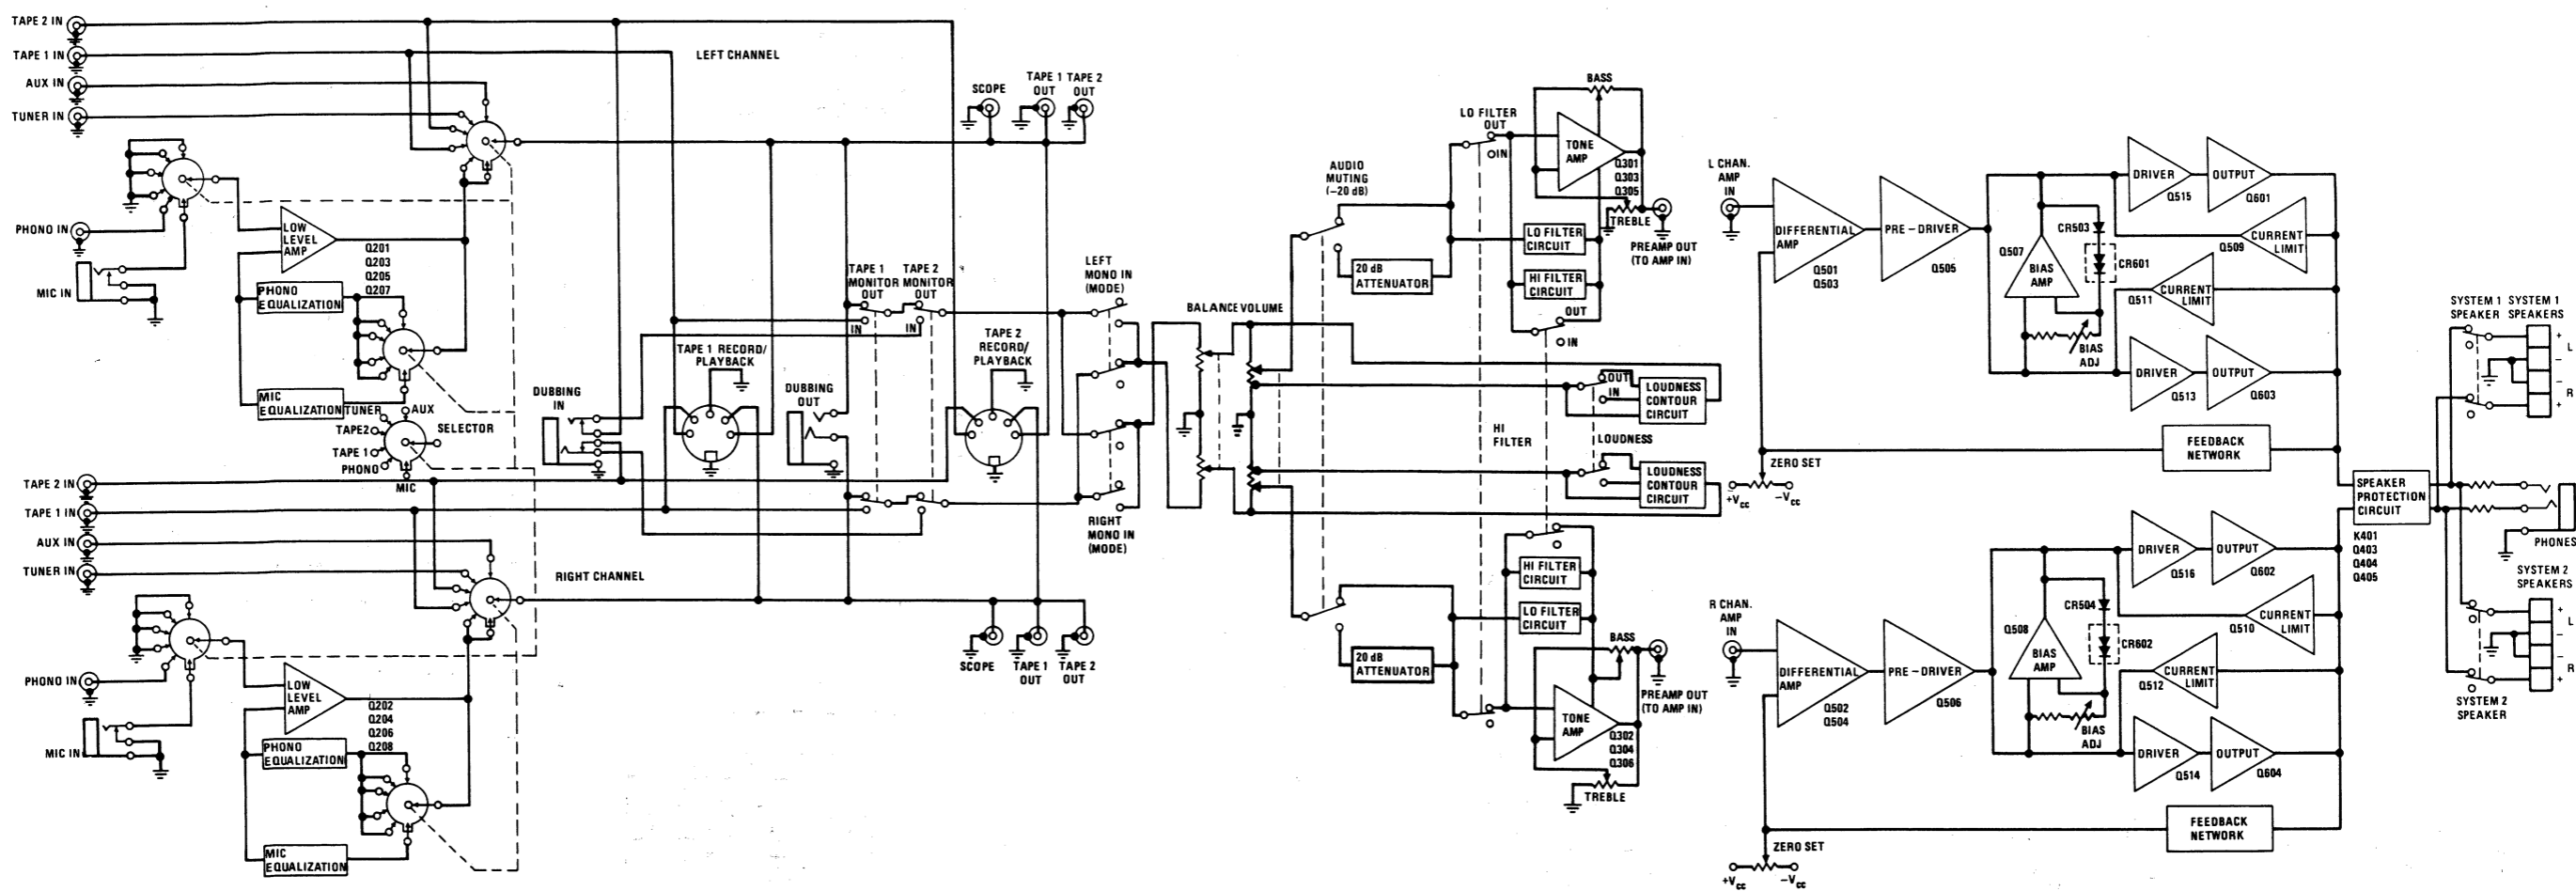 TAPE 2 IN
TAPE 1 IN
AUX IN
TUNER IN
PHONO IN
MIC IN
LEFT CHANNEL
LOW
LEVEL
AMP
Q201
Q203
Q205
Q207
PHONO
EQUALIZATION
MIC
EQUALIZATION
TUNER
AUX
TAPE2
SELECTOR
TAPE 1
PHONO
MIC
TAPE 2 IN
TAPE 1 IN
AUX IN
TUNER IN
PHONO IN
MIC IN
RIGHT CHANNEL
LOW
LEVEL
AMP
Q202
Q204
Q206
Q208
PHONO
EQUALIZATION
MIC
EQUALIZATION
DUBBING
IN
TAPE 1 RECORD/
PLAYBACK
DUBBING
OUT
TAPE 1
MONITOR
OUT
IN
TAPE 2
MONITOR
OUT
IN
TAPE 2
RECORD/
PLAYBACK
SCOPE
TAPE 1
OUT
TAPE 2
OUT
SCOPE
TAPE 1
OUT
TAPE 2
OUT
LEFT
MONO IN
(MODE)
RIGHT
MONO IN
(MODE)
BALANCE
VOLUME
AUDIO
MUTING
(-20 dB)
20 dB
ATTENUATOR
20 dB
ATTENUATOR
LO FILTER
OUT
IN
BASS
TONE
AMP
Q301
Q303
Q305
TREBLE
PREAMP OUT
(TO AMP IN)
LO FILTER
CIRCUIT
HI FILTER
CIRCUIT
OUT
IN
HI
FILTER
OUT
IN
LOUDNESS
CONTOUR
CIRCUIT
LOUDNESS
LOUDNESS
CONTOUR
CIRCUIT
HI FILTER
CIRCUIT
LO FILTER
CIRCUIT
BASS
TONE
AMP
Q302
Q304
Q306
TREBLE
PREAMP OUT
(TO AMP IN)
L CHAN.
AMP
IN
DIFFERENTIAL
AMP
Q501
Q503
PRE-DRIVER
Q505
Q507
BIAS
AMP
CR503
CR601
BIAS
ADJ
DRIVER
Q515
OUTPUT
Q601
Q509
CURRENT
LIMIT
Q511
CURRENT
LIMIT
DRIVER
Q513
OUTPUT
Q603
FEEDBACK
NETWORK
ZERO SET
+Vcc
-Vcc
R CHAN.
AMP
IN
DIFFERENTIAL
AMP
Q502
Q504
PRE-DRIVER
Q506
Q508
BIAS
AMP
CR504
CR602
BIAS
ADJ
DRIVER
Q516
OUTPUT
Q602
Q510
CURRENT
LIMIT
Q512
CURRENT
LIMIT
DRIVER
Q514
OUTPUT
Q604
FEEDBACK
NETWORK
ZERO SET
+Vcc
-Vcc
SPEAKER
PROTECTION
CIRCUIT
K401
Q403
Q404
Q405
SYSTEM 1
SPEAKER
SYSTEM 1
SPEAKERS
+
L
-
-
R
+
PHONES
SYSTEM 2
SPEAKERS
+
L
-
-
R
+
SYSTEM 2
SPEAKER